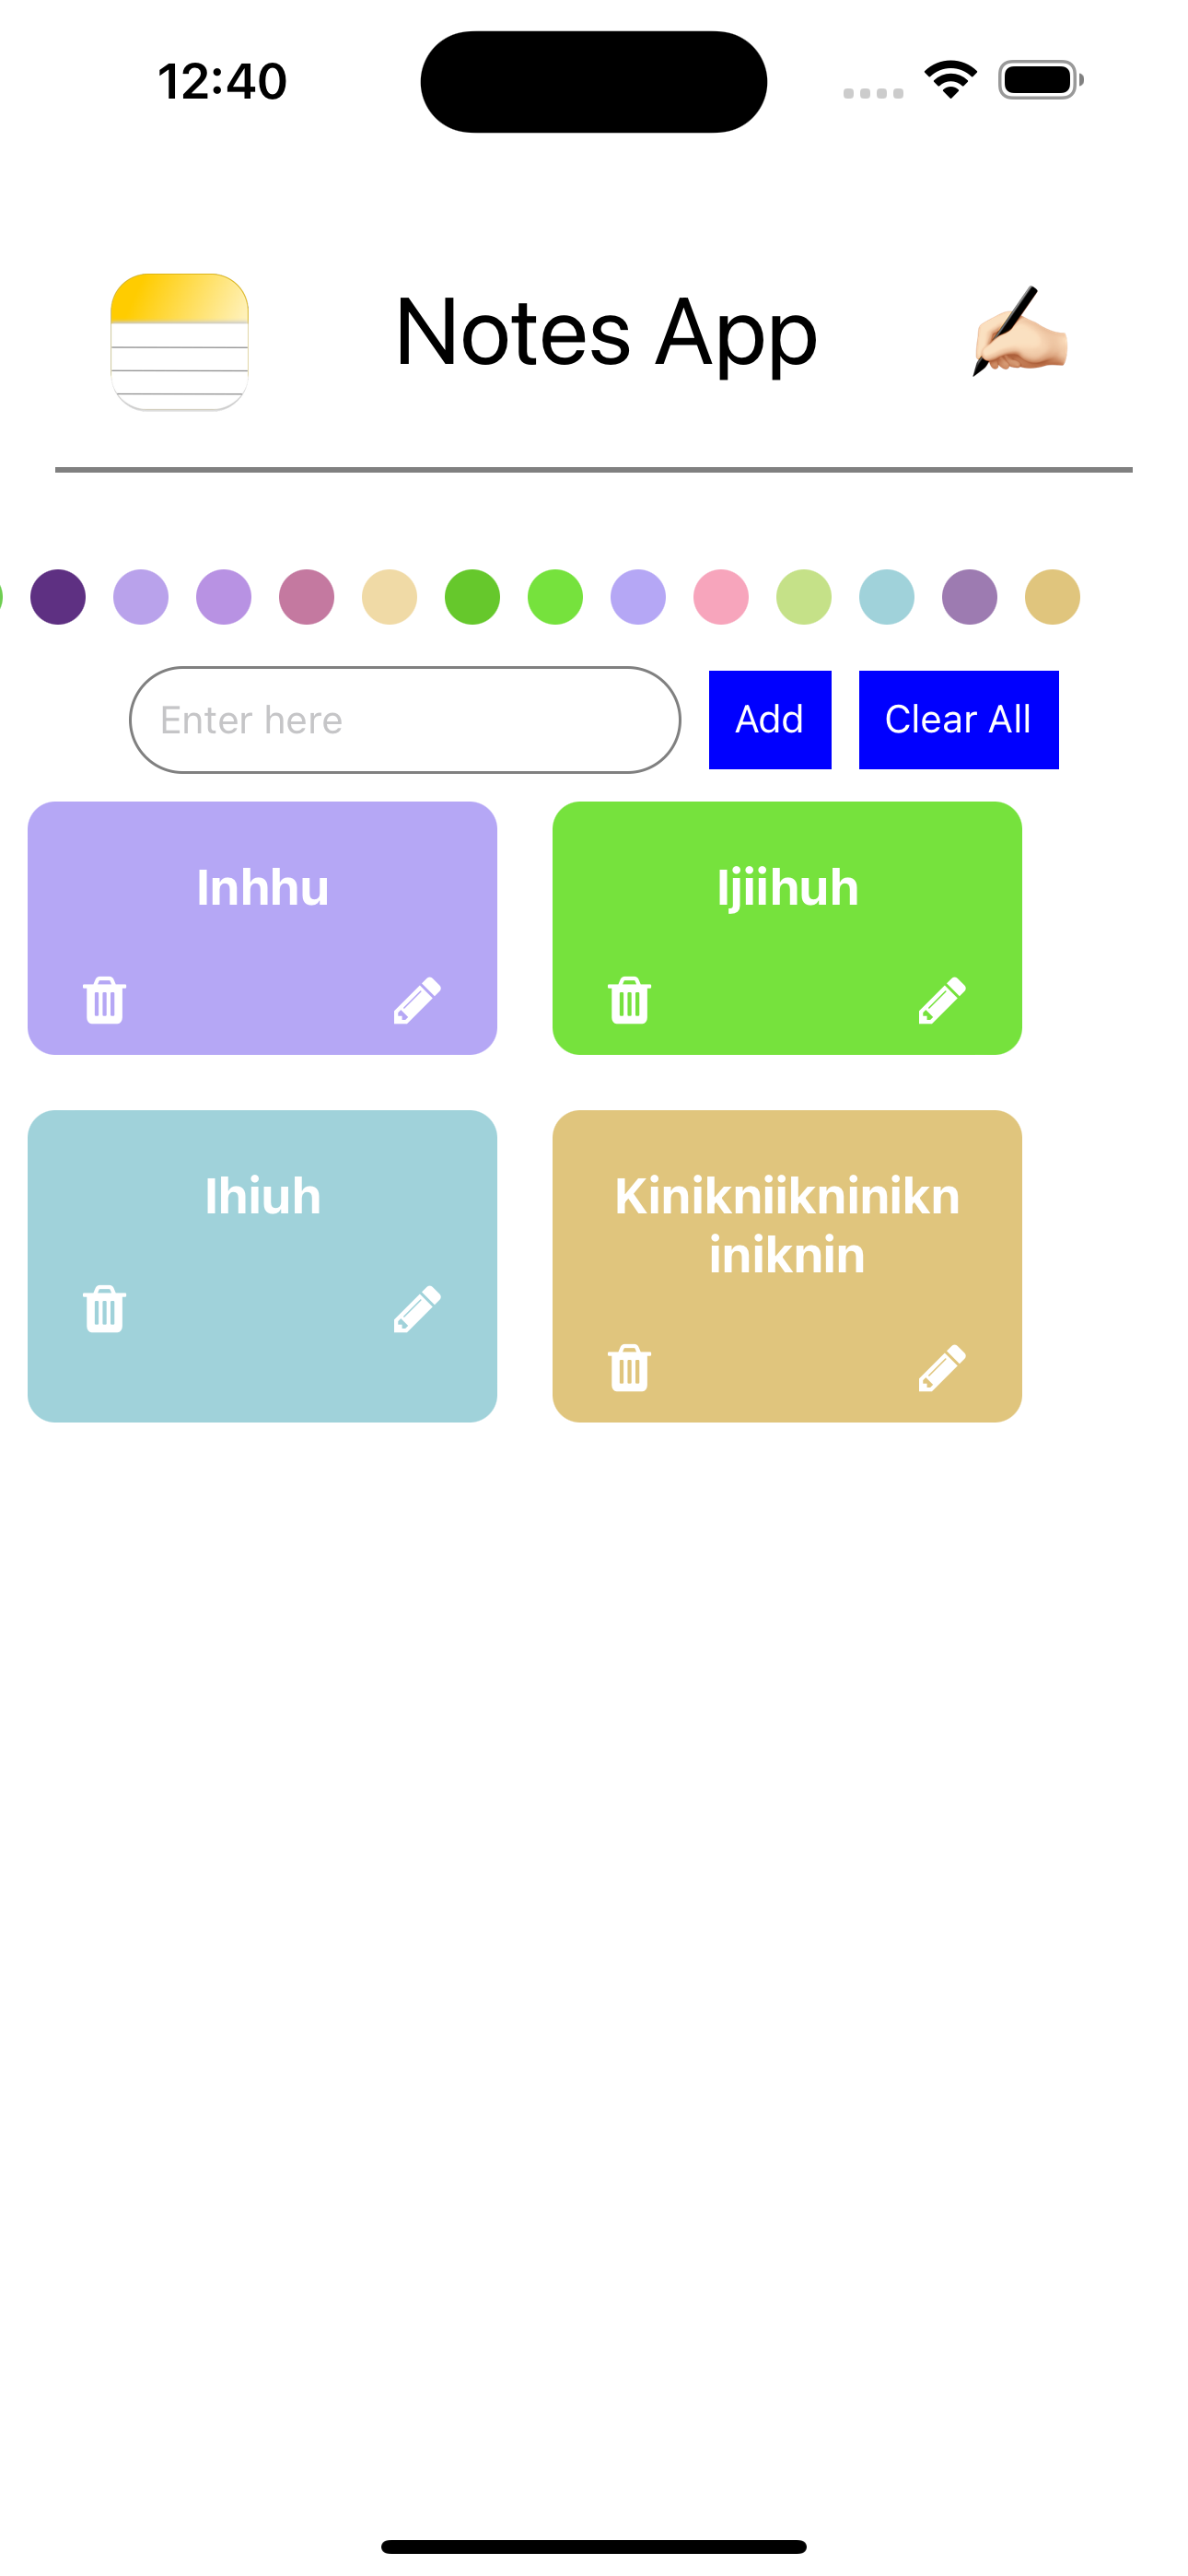 12:40
Notes App
Enter here
Add
Clear All
Inhhu
Ijiihuh
Ihiuh
Kinikniikninikn
iniknin